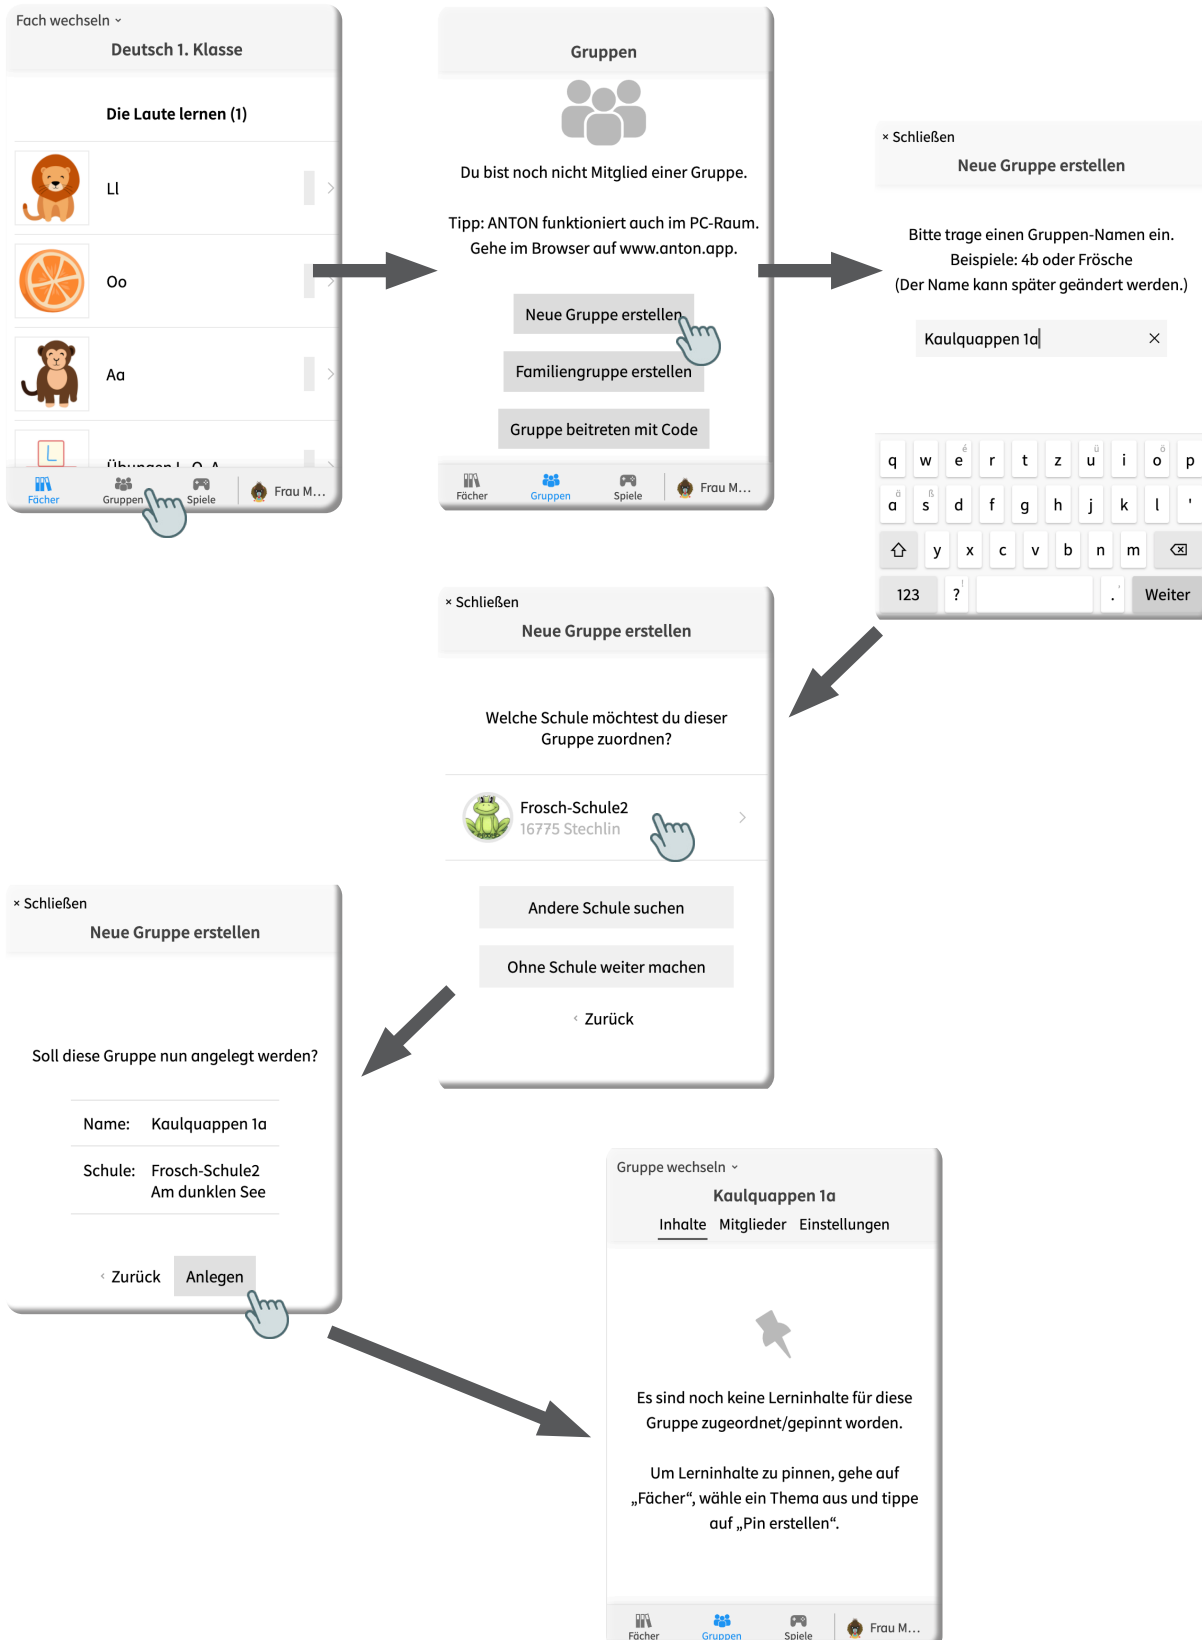 Fach wechseln
Deutsch 1. Klasse
Die Laute lernen (1)
Ll
Oo
Aa
L
Übungen L, O, A
Fächer
Gruppen
Spiele
Frau M...
Gruppen
Du bist noch nicht Mitglied einer Gruppe.
Tipp: ANTON funktioniert auch im PC-Raum.
Gehe im Browser auf www.anton.app.
Neue Gruppe erstellen
Familiengruppe erstellen
Gruppe beitreten mit Code
Fächer
Gruppen
Spiele
Frau M...
× Schließen
Neue Gruppe erstellen
Bitte trage einen Gruppen-Namen ein.
Beispiele: 4b oder Frösche
(Der Name kann später geändert werden.)
Kaulquappen 1a
q w e é r t z u ü i o ö p
a ä s ß d f g h j k l '
y x c v b n m
123 ? ! . , Weiter
× Schließen
Neue Gruppe erstellen
Welche Schule möchtest du dieser
Gruppe zuordnen?
Frosch-Schule2
16775 Stechlin
Andere Schule suchen
Ohne Schule weiter machen
‹ Zurück
× Schließen
Neue Gruppe erstellen
Soll diese Gruppe nun angelegt werden?
Name: Kaulquappen 1a
Schule: Frosch-Schule2
Am dunklen See
‹ Zurück Anlegen
Gruppe wechseln
Kaulquappen 1a
Inhalte Mitglieder Einstellungen
Es sind noch keine Lerninhalte für diese
Gruppe zugeordnet/gepinnt worden.
Um Lerninhalte zu pinnen, gehe auf
„Fächer“, wähle ein Thema aus und tippe
auf „Pin erstellen“.
Fächer
Gruppen
Spiele
Frau M...